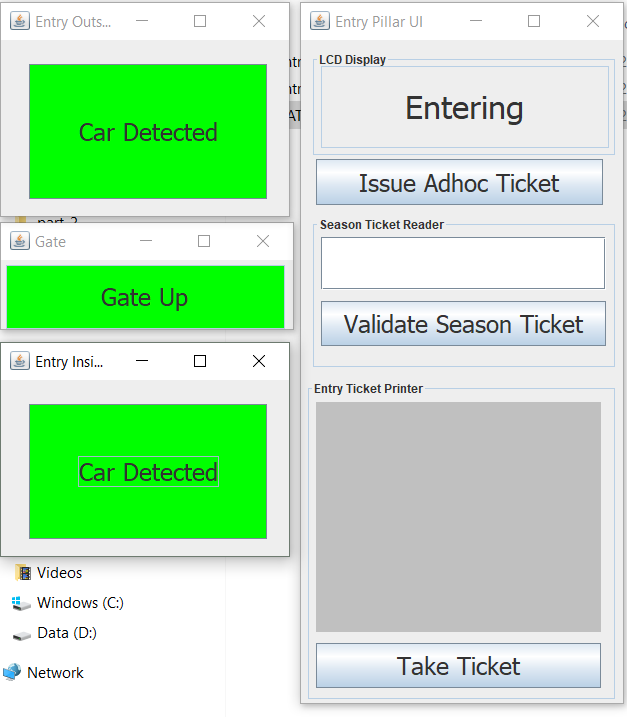 Entry Outs...
Car Detected
part-2
Gate
Gate Up
Entry Insi...
Car Detected
Videos
Windows (C:)
Data (D:)
Network
Entry Pillar UI
LCD Display
Entering
Issue Adhoc Ticket
Season Ticket Reader
Validate Season Ticket
Entry Ticket Printer
Take Ticket